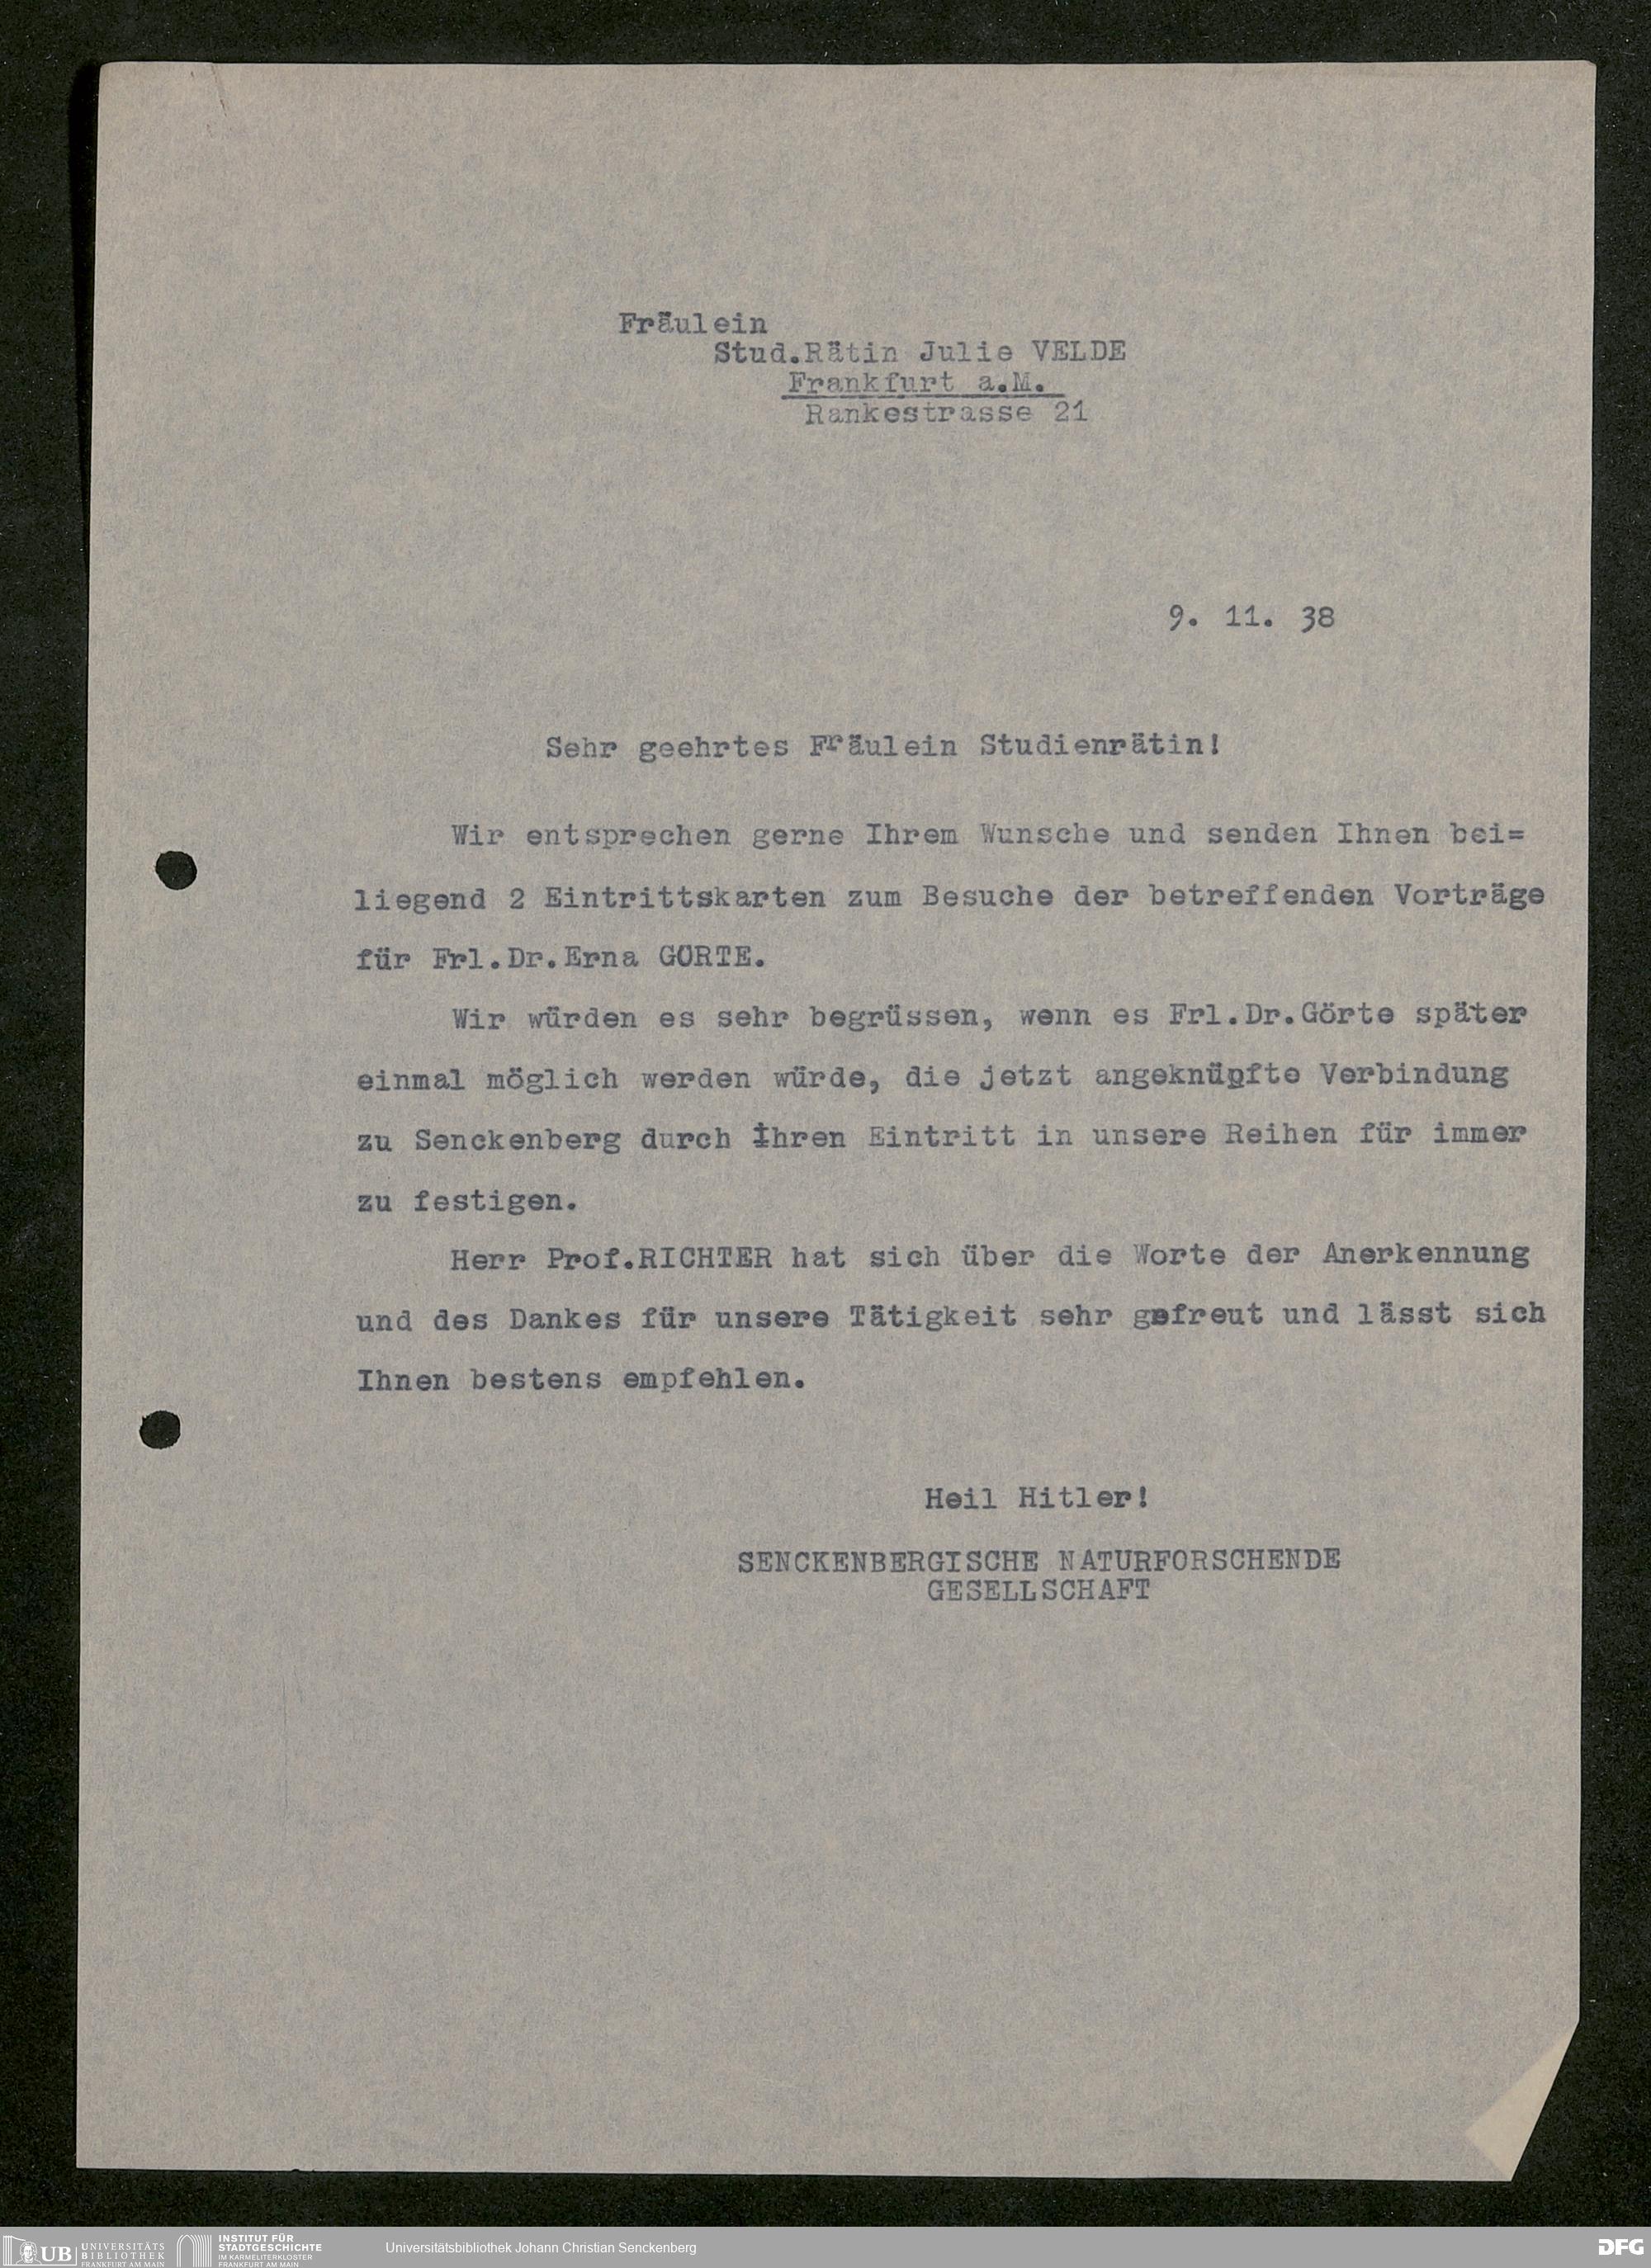 Fräulein
Stud.Rätin Julie VELDE
Frankfurt a.M.
Rankestrasse 21
9. 11. 38
Sehr geehrtes Fräulein Studienrätin!
Wir entsprechen gerne Ihrem Wunsche und senden Ihnen bei=
liegend 2 Eintrittskarten zum Besuche der betreffenden Vorträge
für Frl.Dr.Erna GÖRTE.
Wir würden es sehr begrüssen, wenn es Frl.Dr.Görte später
einmal möglich werden würde, die jetzt angeknüpfte Verbindung
zu Senckenberg durch Ihren Eintritt in unsere Reihen für immer
zu festigen.
Herr Prof.RICHTER hat sich über die Worte der Anerkennung
und des Dankes für unsere Tätigkeit sehr gefreut und lässt sich
Ihnen bestens empfehlen.
Heil Hitler!
SENCKENBERGISCHE NATURFORSCHENDE
GESELLSCHAFT
UB UNIVERSITÄTS
BIBLIOTHEK
FRANKFURT AM MAIN
INSTITUT FÜR
STADTGESCHICHTE
IM KARMELITERKLOSTER
FRANKFURT AM MAIN
Universitätsbibliothek Johann Christian Senckenberg
DFG